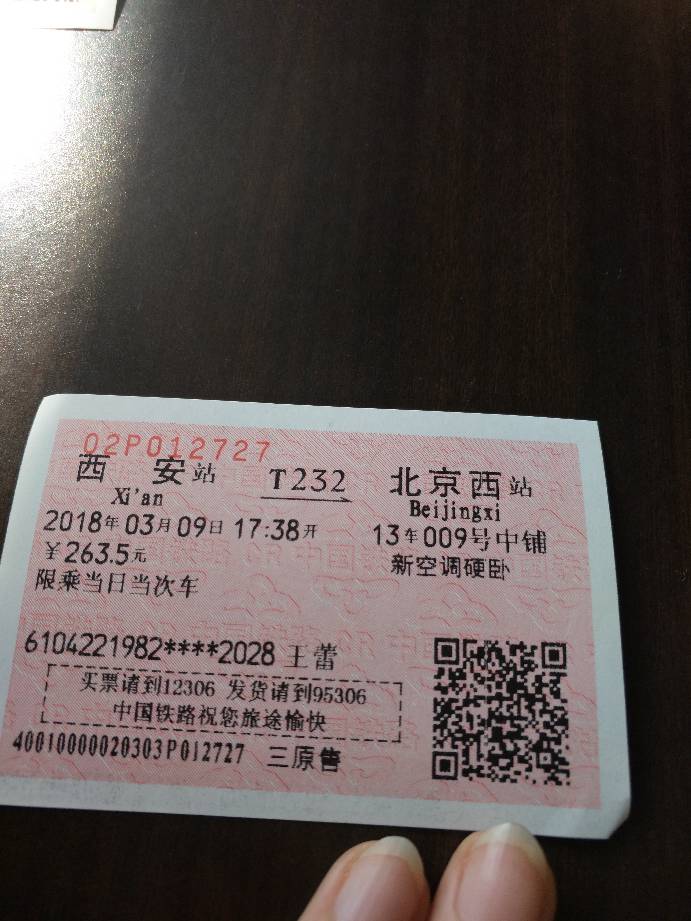 02P012727
西 安站 T232 北京西站
Xi'an Beijingxi
2018年03月09日 17:38开 13车009号中铺
¥263.5元 新空调硬卧
限乘当日当次车
6104221982****2028 王蕾
买票请到12306 发货请到95306
中国铁路祝您旅途愉快
40010000020303P012727 三原售